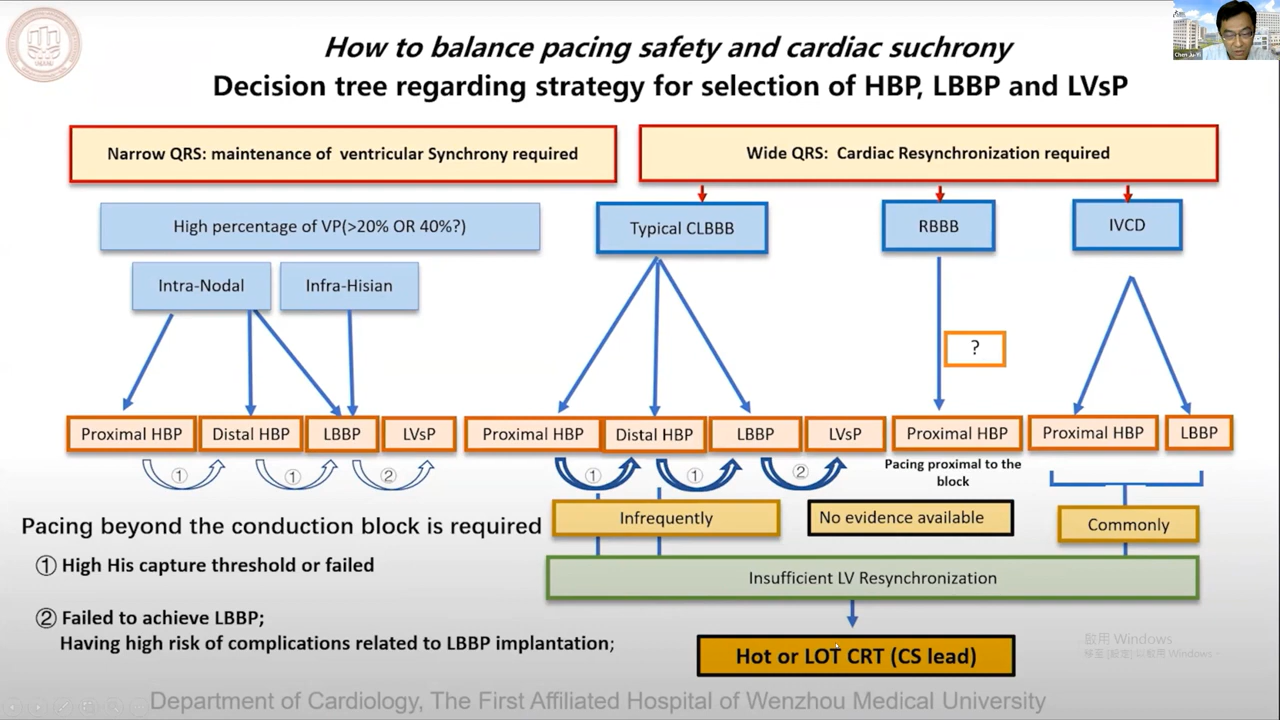 How to balance pacing safety and cardiac suchrony
Decision tree regarding strategy for selection of HBP, LBBP and LVsP
Chen Ju-Yi
Narrow QRS: maintenance of ventricular Synchrony required
Wide QRS: Cardiac Resynchronization required
High percentage of VP(>20% OR 40%?)
Typical CLBBB
RBBB
IVCD
Intra-Nodal
Infra-Hisian
?
Proximal HBP
Distal HBP
LBBP
LVsP
Proximal HBP
Distal HBP
LBBP
LVsP
Proximal HBP
Proximal HBP
LBBP
①
①
②
①
①
②
Pacing proximal to the
block
Pacing beyond the conduction block is required
Infrequently
No evidence available
Commonly
① High His capture threshold or failed
Insufficient LV Resynchronization
② Failed to achieve LBBP;
Having high risk of complications related to LBBP implantation;
Hot or LOT CRT (CS lead)
啟用 Windows
Department of Cardiology, The First Affiliated Hospital of Wenzhou Medical University